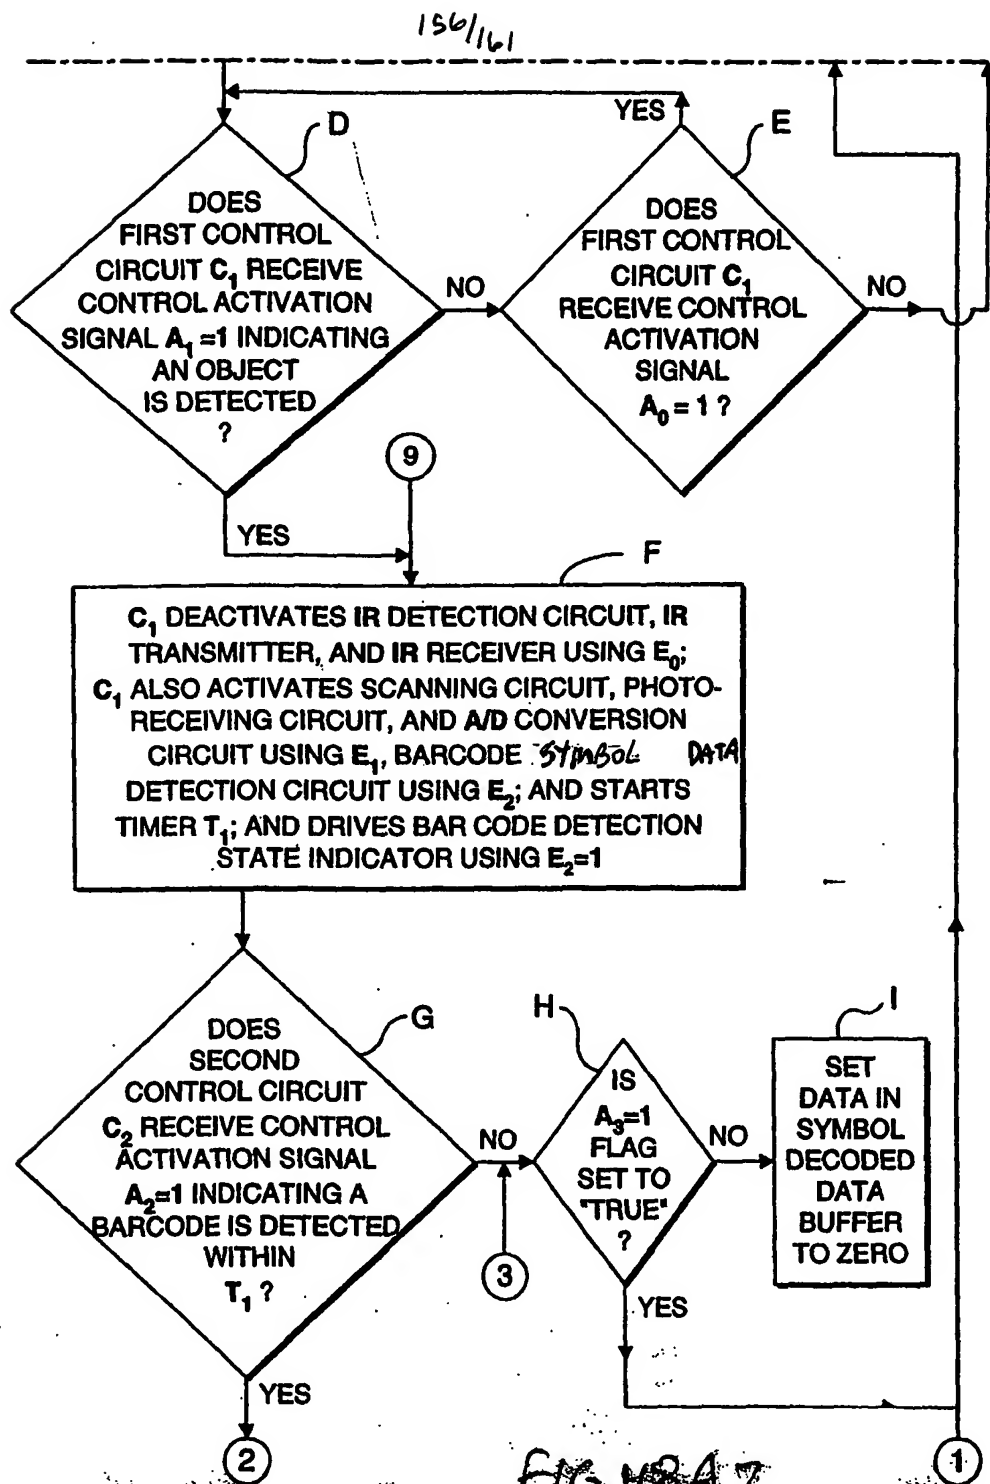 156/161
YES
D
E
DOES
FIRST CONTROL
CIRCUIT C₁ RECEIVE
CONTROL ACTIVATION
SIGNAL A₁ =1 INDICATING
AN OBJECT
IS DETECTED
?
NO
DOES
FIRST CONTROL
CIRCUIT C₁
RECEIVE CONTROL
ACTIVATION
SIGNAL
A₀ = 1 ?
NO
9
YES
F
C₁ DEACTIVATES IR DETECTION CIRCUIT, IR
TRANSMITTER, AND IR RECEIVER USING E₀;
C₁ ALSO ACTIVATES SCANNING CIRCUIT, PHOTO-
RECEIVING CIRCUIT, AND A/D CONVERSION
CIRCUIT USING E₁, BARCODE SYMBOL DATA
DETECTION CIRCUIT USING E₂; AND STARTS
TIMER T₁; AND DRIVES BAR CODE DETECTION
STATE INDICATOR USING E₂=1
G
DOES
SECOND
CONTROL CIRCUIT
C₂ RECEIVE CONTROL
ACTIVATION SIGNAL
A₂=1 INDICATING A
BARCODE IS DETECTED
WITHIN
T₁ ?
NO
3
H
IS
A₃=1
FLAG
SET TO
"TRUE"
?
NO
I
SET
DATA IN
SYMBOL
DECODED
DATA
BUFFER
TO ZERO
YES
YES
2
1